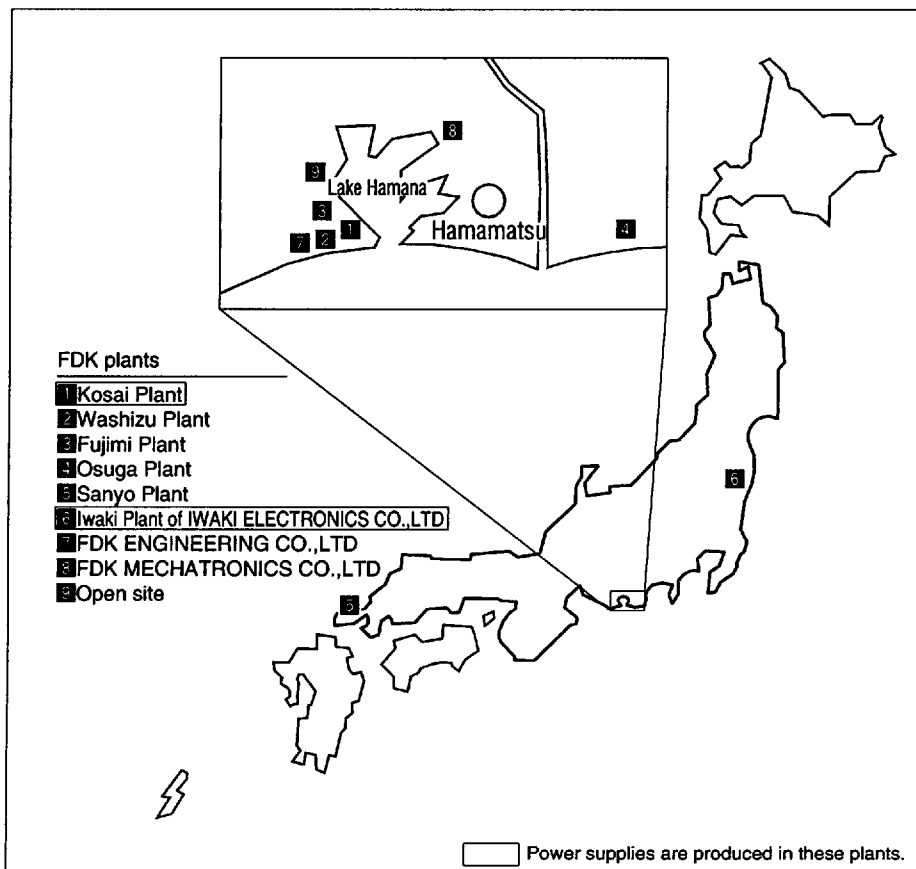 8
9
Lake Hamana
3
1
Hamamatsu
4
7
2
FDK plants
1 Kosai Plant
2 Washizu Plant
3 Fujimi Plant
4 Osuga Plant
5 Sanyo Plant
6 Iwaki Plant of IWAKI ELECTRONICS CO.,LTD
7 FDK ENGINEERING CO.,LTD
8 FDK MECHATRONICS CO.,LTD
9 Open site
6
5
Power supplies are produced in these plants.